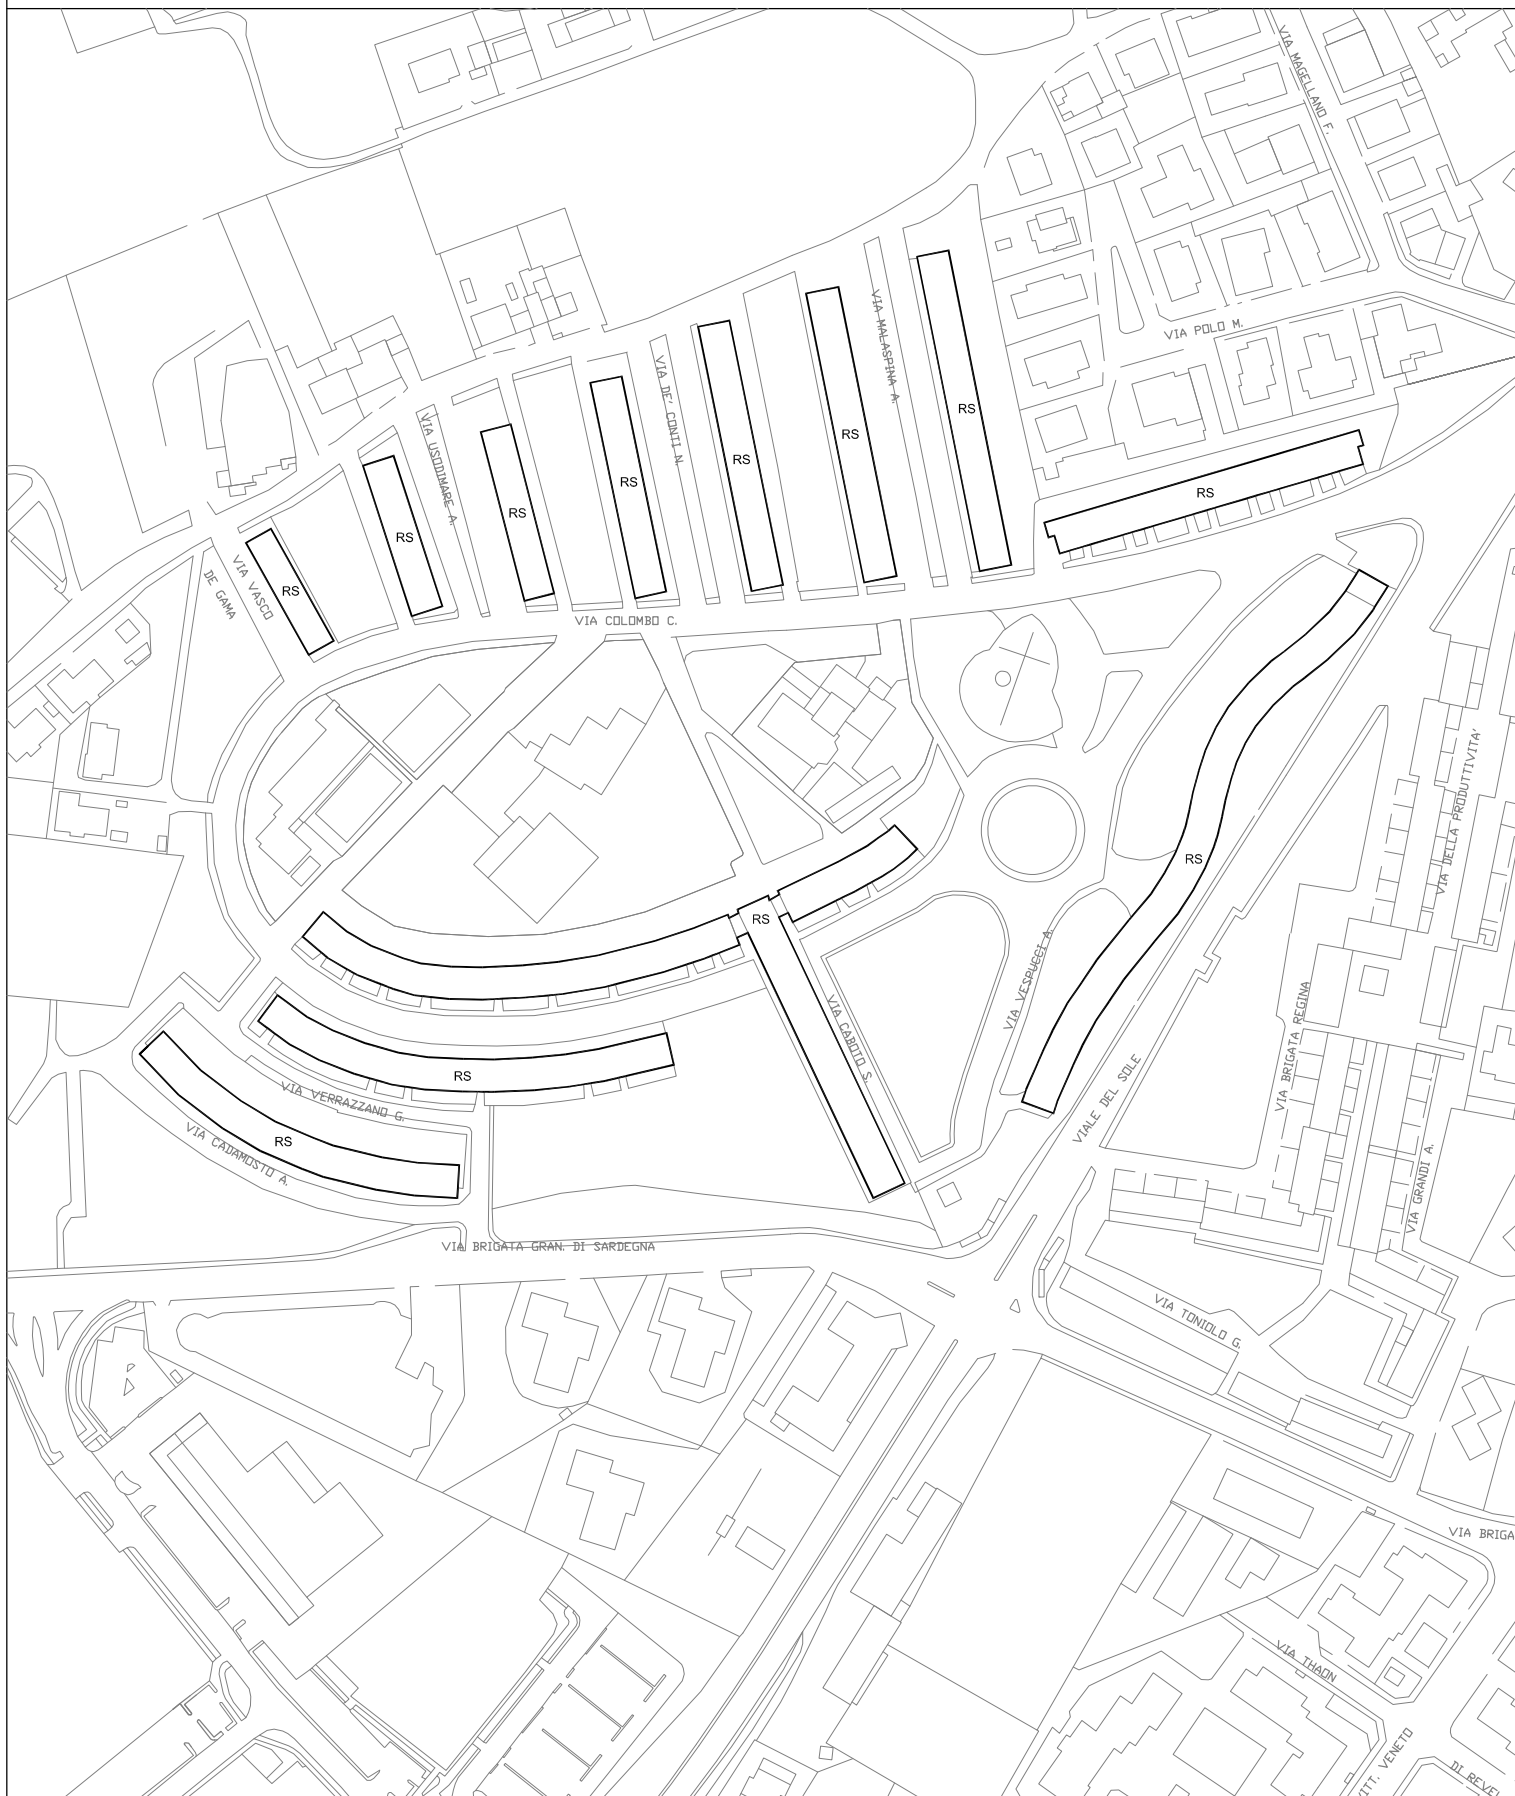 VIA MAGELLANO F.
VIA POLO M.
VIA MALASPINA A.
VIA DE' CONTI N.
VIA USODIMARE A.
RS
RS
RS
RS
RS
RS
RS
RS
VIA VASCO
DE GAMA
RS
VIA COLOMBO C.
VIA DELLA PRODUTTIVITA'
RS
RS
VIA VESPUCCI A.
VIA CABOTO S.
VIA BRIGATA REGINA
RS
VIA VERRAZZANO G.
VIALE DEL SOLE
RS
VIA CADAMOSTO A.
VIA GRANDI A.
VIA BRIGATA GRAN. DI SARDEGNA
VIA TONIOLO G.
VIA BRIGA
VIA THAON
DI REVEL
ITT. VENETO